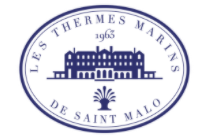 LES THERMES MARINS
1963
DE SAINT MALO